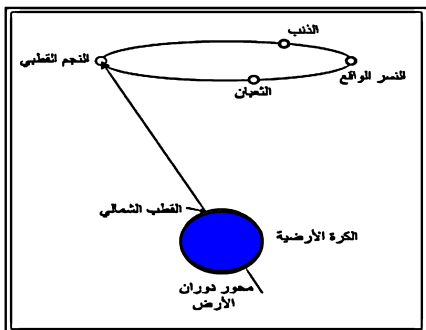 الذنب
النجم القطبي
النسر الواقع
الثعبان
القطب الشمالي
الكرة الأرضية
محور دوران
الأرض